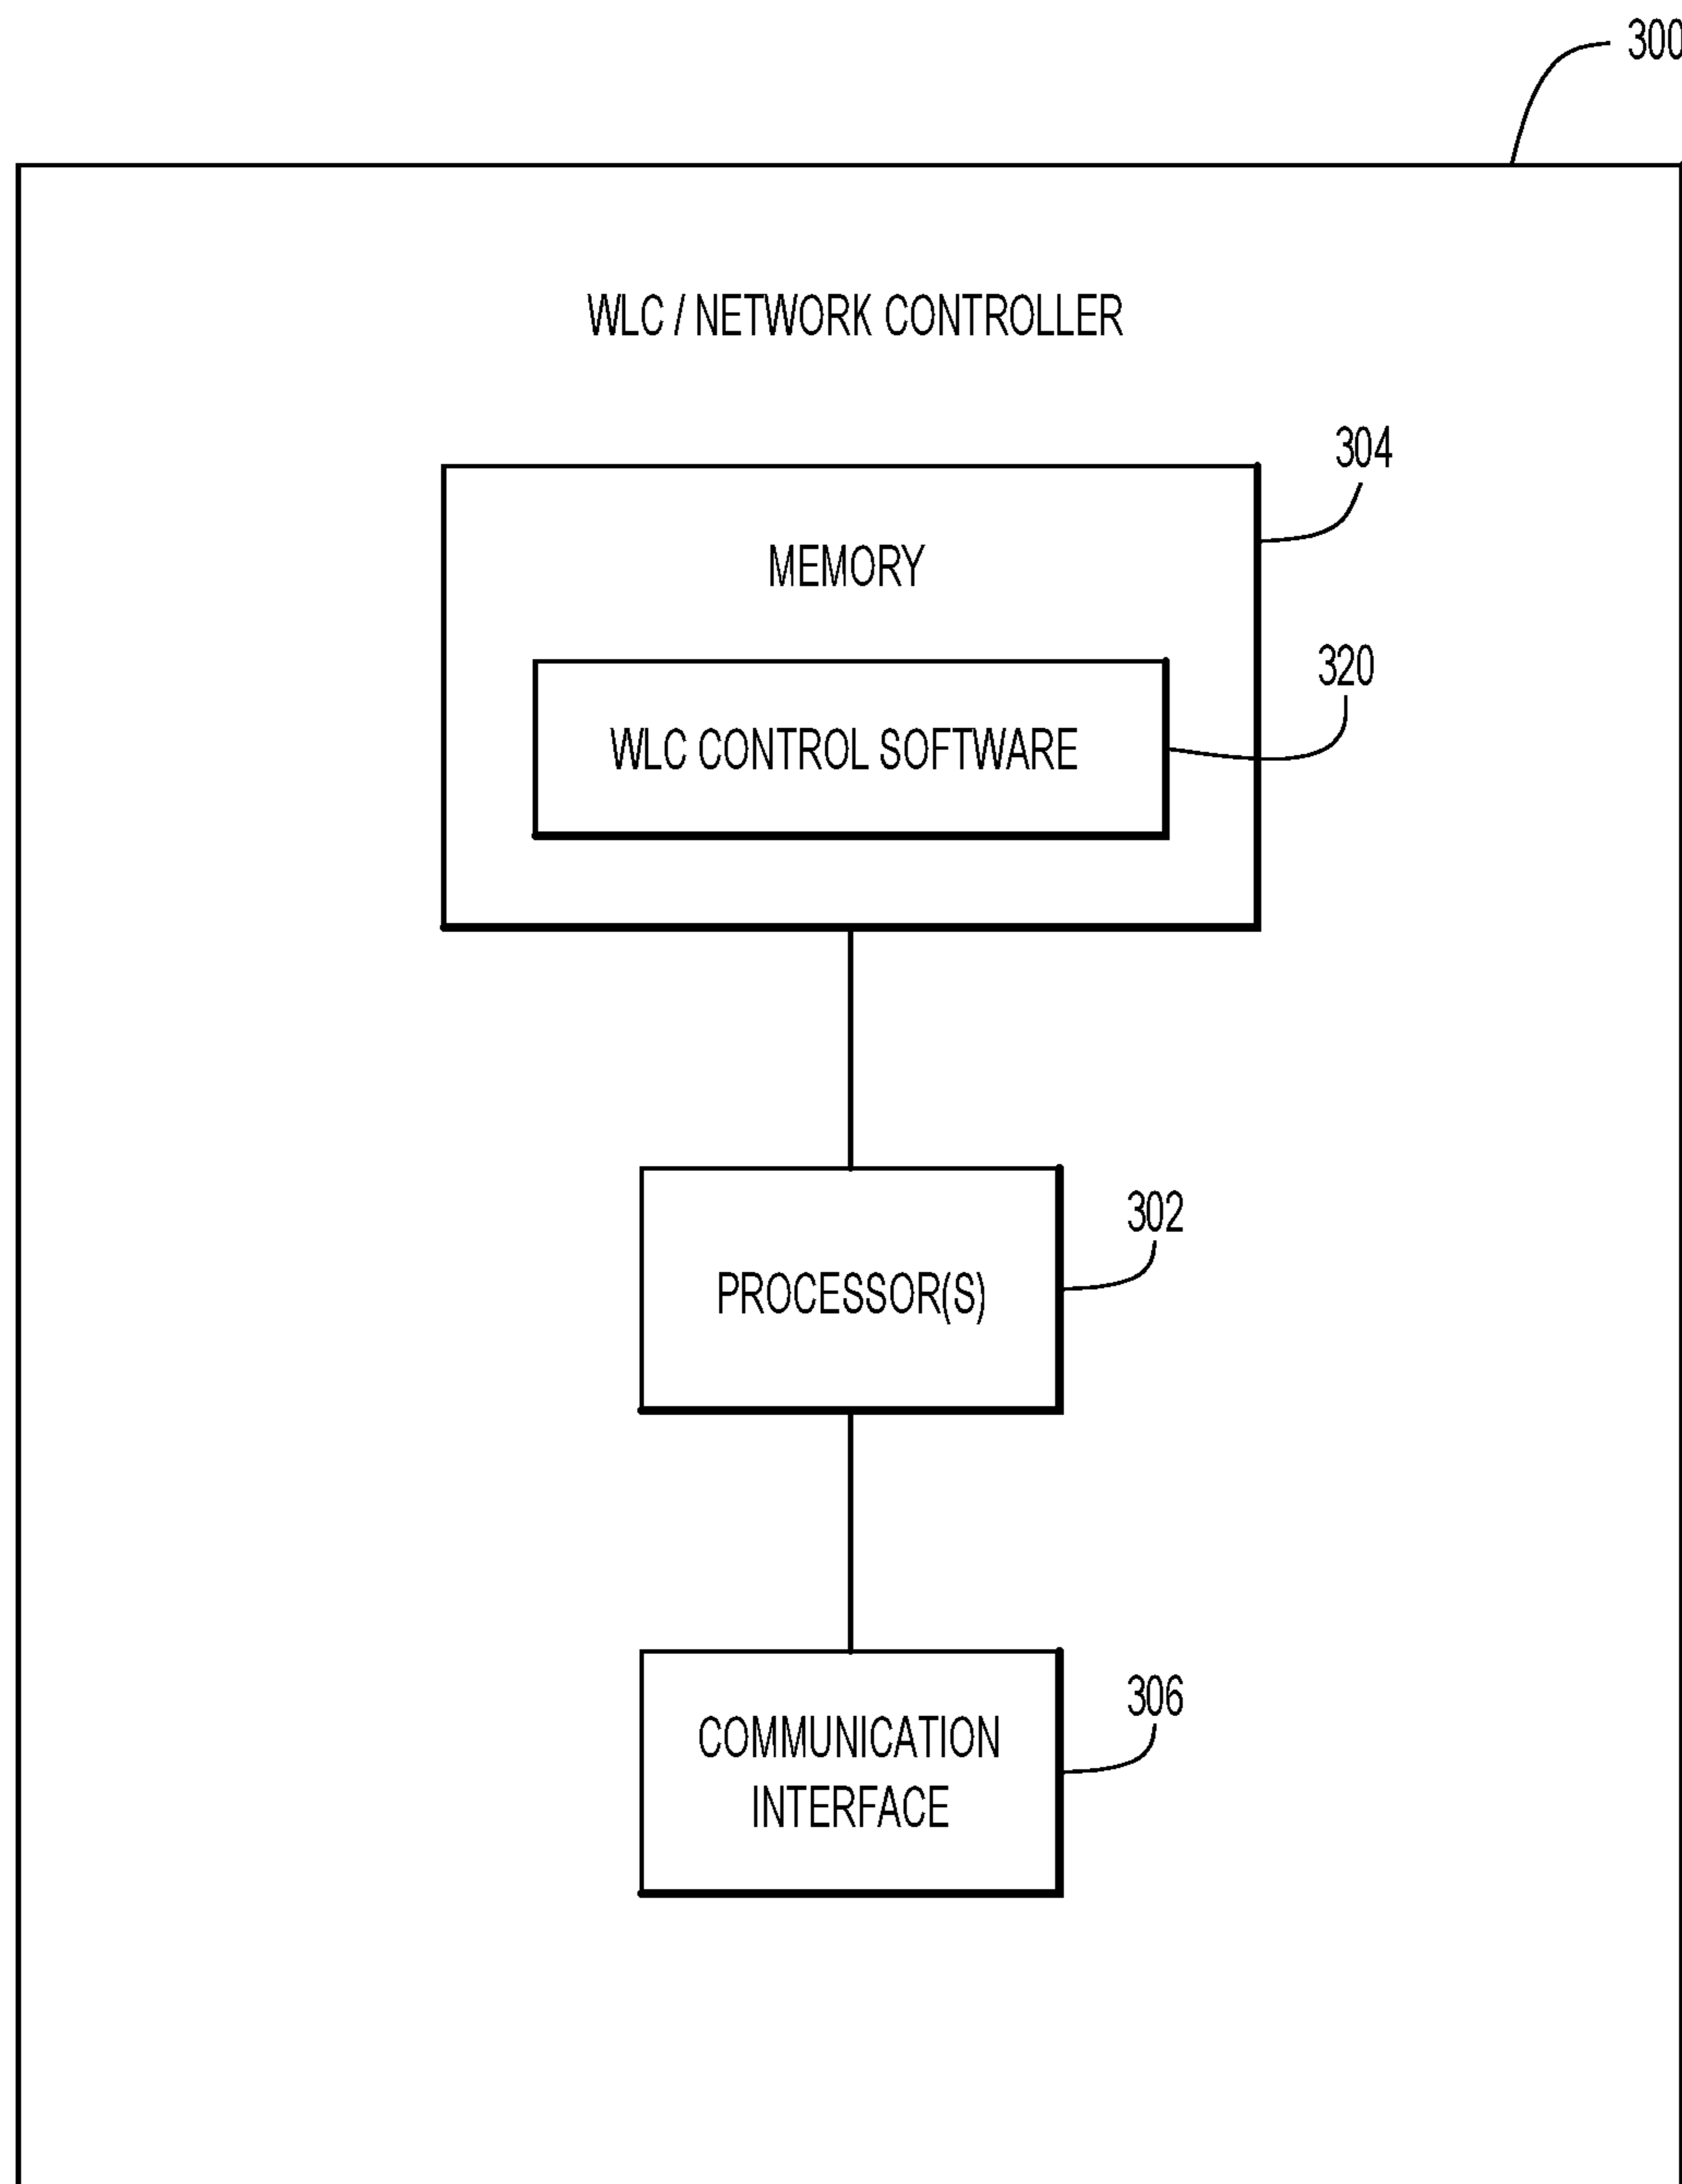 300
WLC / NETWORK CONTROLLER
304
MEMORY
320
WLC CONTROL SOFTWARE
302
PROCESSOR(S)
306
COMMUNICATION
INTERFACE